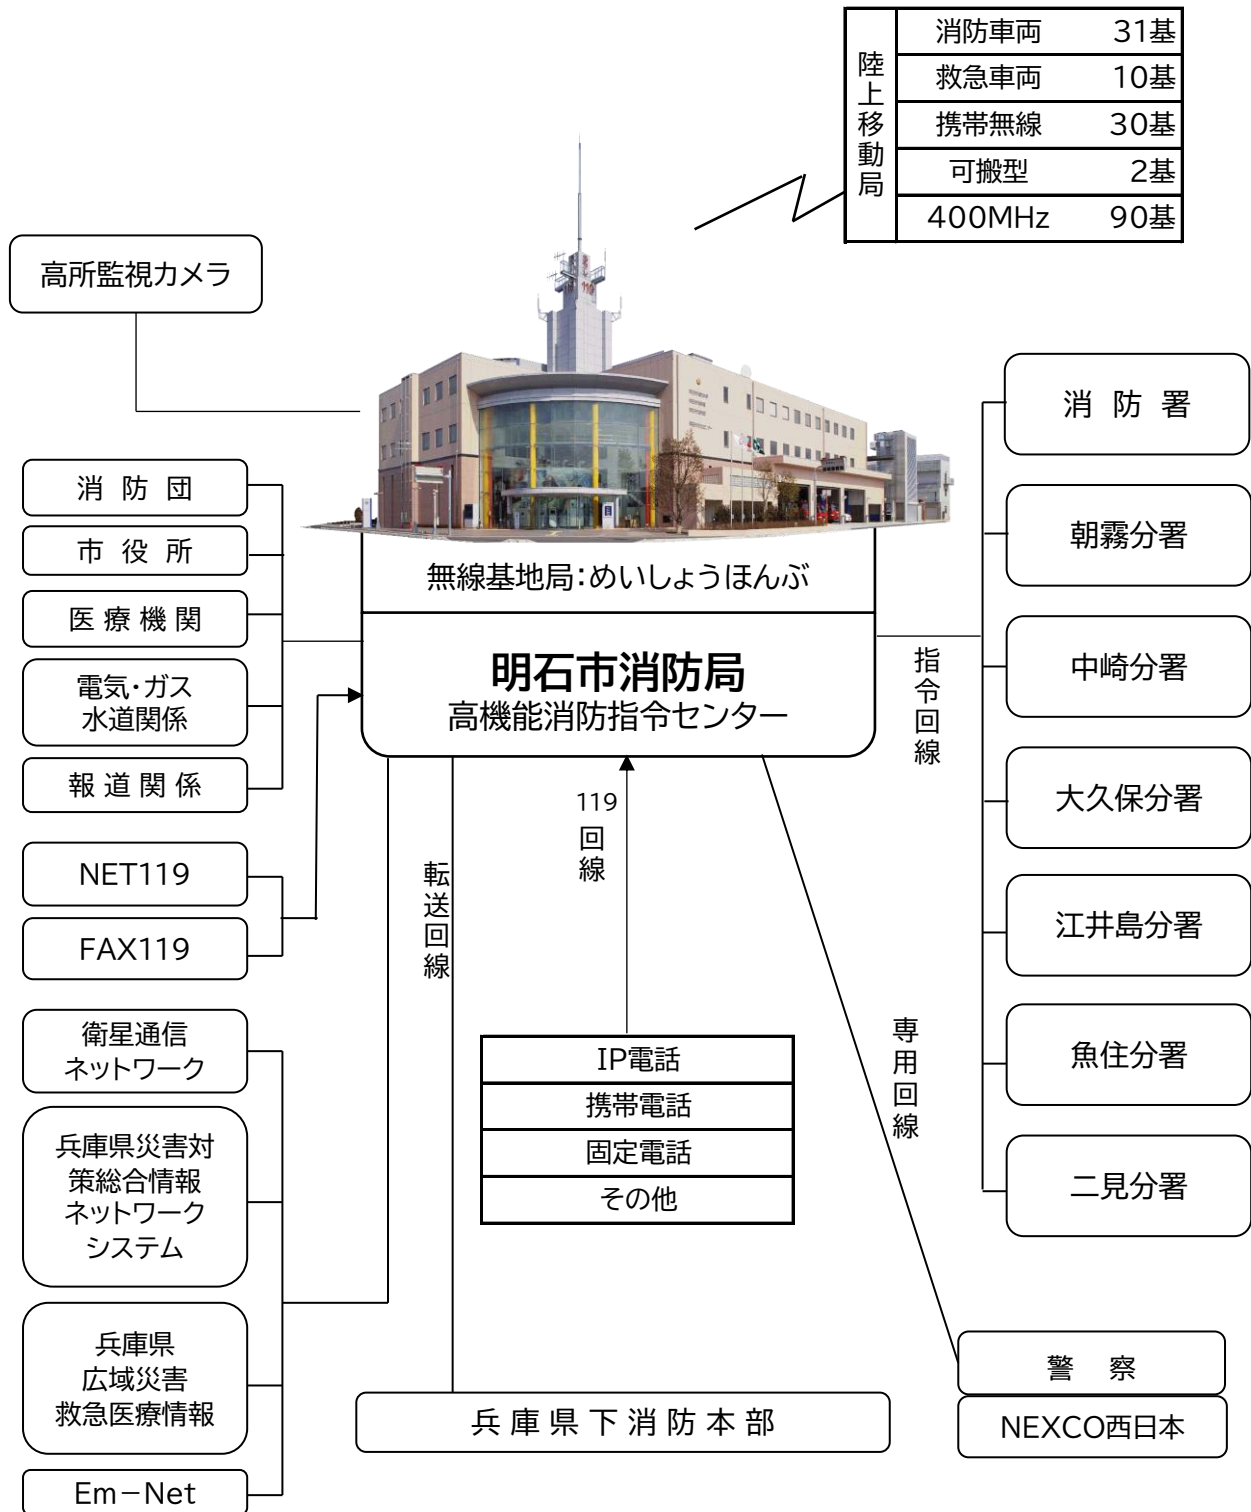 陸上移動局
消防車両 31基
救急車両 10基
携帯無線 30基
可搬型 2基
400MHz 90基
高所監視カメラ
消防団
市役所
医療機関
電気・ガス
水道関係
報道関係
NET119
FAX119
衛星通信
ネットワーク
兵庫県災害対
策総合情報
ネットワーク
システム
兵庫県
広域災害
救急医療情報
Em−Net
無線基地局:めいしょうほんぶ
明石市消防局
高機能消防指令センター
転送回線
119
回線
IP電話
携帯電話
固定電話
その他
兵庫県下消防本部
専用回線
指令回線
消防署
朝霧分署
中崎分署
大久保分署
江井島分署
魚住分署
二見分署
警察
NEXCO西日本